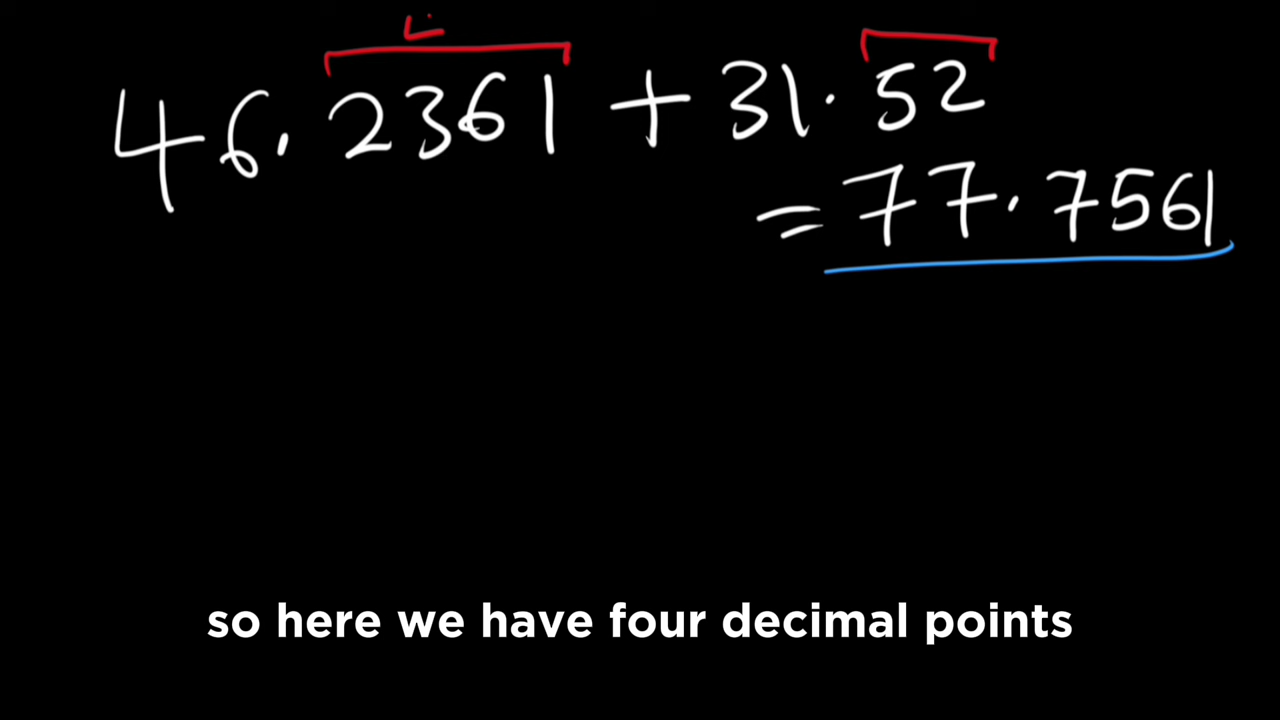 46.2361 + 31.52
= 77.7561
so here we have four decimal points